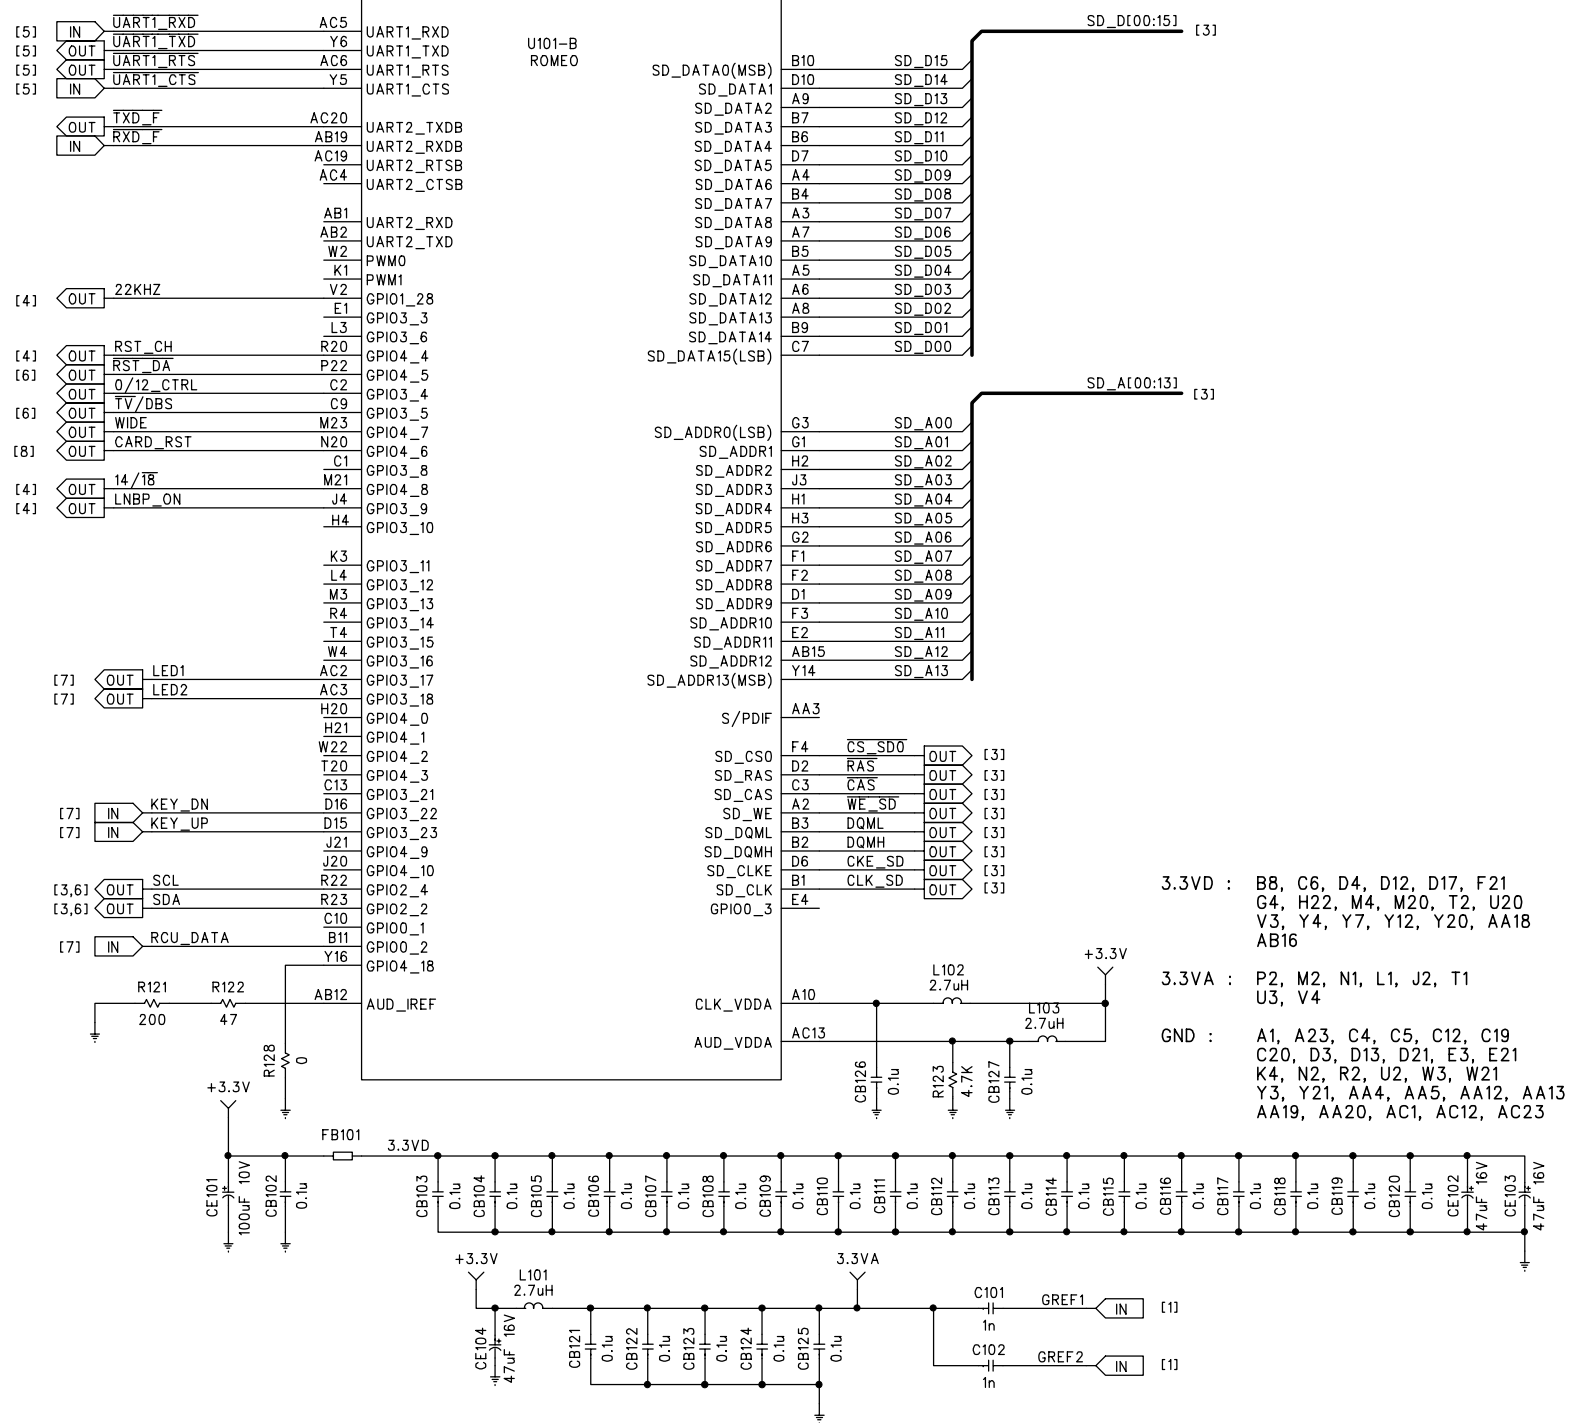 U101-B
ROMEO
[5] IN UART1_RXD AC5 UART1_RXD
[5] OUT UART1_TXD Y6 UART1_TXD
[5] OUT UART1_RTS AC6 UART1_RTS
[5] IN UART1_CTS Y5 UART1_CTS
OUT TXD_F AC20 UART2_TXDB
IN RXD_F AB19 UART2_RXDB
AC19 UART2_RTSB
AC4 UART2_CTSB
AB1 UART2_RXD
AB2 UART2_TXD
W2 PWM0
K1 PWM1
[4] OUT 22KHZ V2 GPIO1_28
E1 GPIO3_3
L3 GPIO3_6
[4] OUT RST_CH R20 GPIO4_4
[6] OUT RST_DA P22 GPIO4_5
OUT 0/12_CTRL C2 GPIO3_4
[6] OUT TV/DBS C9 GPIO3_5
OUT WIDE M23 GPIO4_7
[8] OUT CARD_RST N20 GPIO4_6
C1 GPIO3_8
[4] OUT 14/18 M21 GPIO4_8
[4] OUT LNBP_ON J4 GPIO3_9
H4 GPIO3_10
K3 GPIO3_11
L4 GPIO3_12
M3 GPIO3_13
R4 GPIO3_14
T4 GPIO3_15
W4 GPIO3_16
[7] OUT LED1 AC2 GPIO3_17
[7] OUT LED2 AC3 GPIO3_18
H20 GPIO4_0
H21 GPIO4_1
W22 GPIO4_2
T20 GPIO4_3
C13 GPIO3_21
[7] IN KEY_DN D16 GPIO3_22
[7] IN KEY_UP D15 GPIO3_23
J21 GPIO4_9
J20 GPIO4_10
[3,6] OUT SCL R22 GPIO2_4
[3,6] OUT SDA R23 GPIO2_2
C10 GPIO0_1
[7] IN RCU_DATA B11 GPIO0_2
Y16 GPIO4_18
R121 R122 AB12 AUD_IREF
200 47
R128 0
SD_D[00:15] [3]
SD_DATA0(MSB) B10 SD_D15
SD_DATA1 D10 SD_D14
SD_DATA2 A9 SD_D13
SD_DATA3 B7 SD_D12
SD_DATA4 B6 SD_D11
SD_DATA5 D7 SD_D10
SD_DATA6 A4 SD_D09
SD_DATA7 B4 SD_D08
SD_DATA8 A3 SD_D07
SD_DATA9 A7 SD_D06
SD_DATA10 B5 SD_D05
SD_DATA11 A5 SD_D04
SD_DATA12 A6 SD_D03
SD_DATA13 A8 SD_D02
SD_DATA14 B9 SD_D01
SD_DATA15(LSB) C7 SD_D00
SD_A[00:13] [3]
SD_ADDR0(LSB) G3 SD_A00
SD_ADDR1 G1 SD_A01
SD_ADDR2 H2 SD_A02
SD_ADDR3 J3 SD_A03
SD_ADDR4 H1 SD_A04
SD_ADDR5 H3 SD_A05
SD_ADDR6 G2 SD_A06
SD_ADDR7 F1 SD_A07
SD_ADDR8 F2 SD_A08
SD_ADDR9 D1 SD_A09
SD_ADDR10 F3 SD_A10
SD_ADDR11 E2 SD_A11
SD_ADDR12 AB15 SD_A12
SD_ADDR13(MSB) Y14 SD_A13
S/PDIF AA3
SD_CS0 F4 CS_SD0 OUT [3]
SD_RAS D2 RAS OUT [3]
SD_CAS C3 CAS OUT [3]
SD_WE A2 WE_SD OUT [3]
SD_DQML B3 DQML OUT [3]
SD_DQMH B2 DQMH OUT [3]
SD_CLKE D6 CKE_SD OUT [3]
SD_CLK B1 CLK_SD OUT [3]
GPIO0_3 E4
+3.3V
CLK_VDDA A10 L102 2.7uH
AUD_VDDA AC13 L103 2.7uH
CB126 0.1u
R123 4.7K
CB127 0.1u
3.3VD : B8, C6, D4, D12, D17, F21
G4, H22, M4, M20, T2, U20
V3, Y4, Y7, Y12, Y20, AA18
AB16
3.3VA : P2, M2, N1, L1, J2, T1
U3, V4
GND : A1, A23, C4, C5, C12, C19
C20, D3, D13, D21, E3, E21
K4, N2, R2, U2, W3, W21
Y3, Y21, AA4, AA5, AA12, AA13
AA19, AA20, AC1, AC12, AC23
+3.3V
FB101
3.3VD
CE101 100uF 10V
CB102 0.1u
CB103 0.1u
CB104 0.1u
CB105 0.1u
CB106 0.1u
CB107 0.1u
CB108 0.1u
CB109 0.1u
CB110 0.1u
CB111 0.1u
CB112 0.1u
CB113 0.1u
CB114 0.1u
CB115 0.1u
CB116 0.1u
CB117 0.1u
CB118 0.1u
CB119 0.1u
CB120 0.1u
CE102 47uF 16V
CE103 47uF 16V
+3.3V
L101
2.7uH
3.3VA
CE104 47uF 16V
CB121 0.1u
CB122 0.1u
CB123 0.1u
CB124 0.1u
CB125 0.1u
C101 1n GREF1 IN [1]
C102 1n GREF2 IN [1]